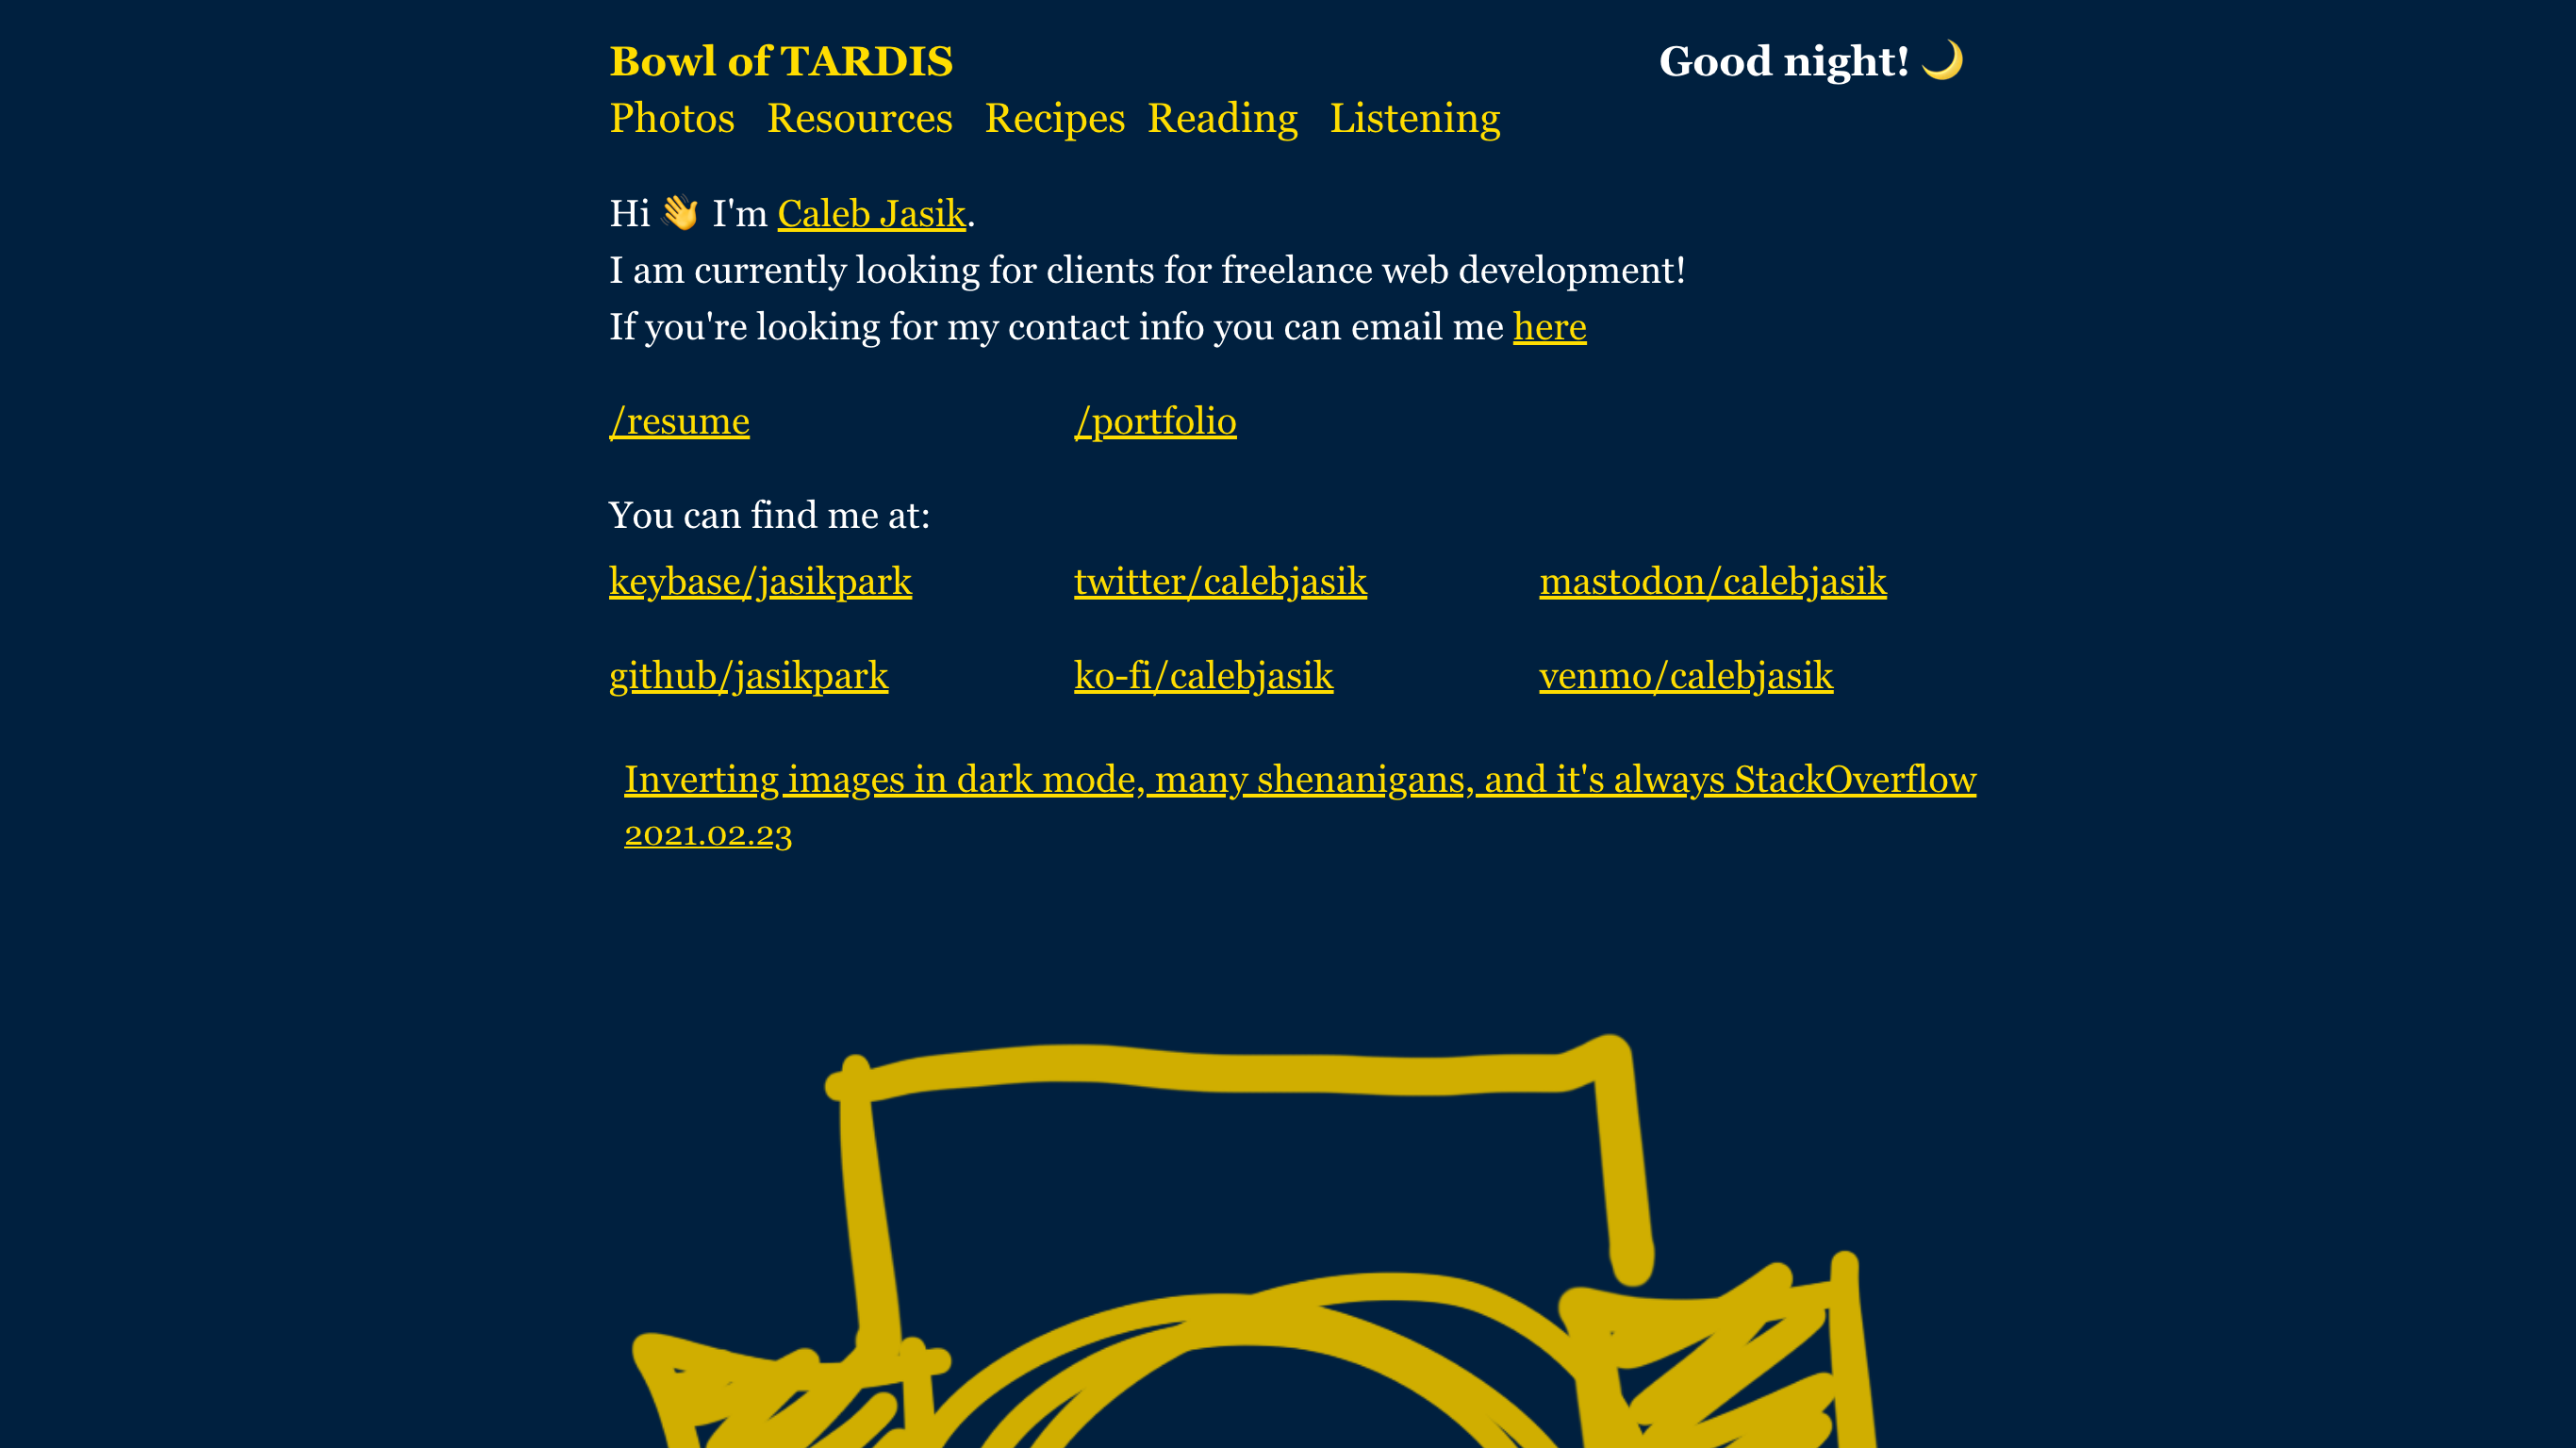 Bowl of TARDIS Good night! 🌙
Photos Resources Recipes Reading Listening
Hi 👋 I'm Caleb Jasik.
I am currently looking for clients for freelance web development!
If you're looking for my contact info you can email me here
/resume /portfolio
You can find me at:
keybase/jasikpark twitter/calebjasik mastodon/calebjasik
github/jasikpark ko-fi/calebjasik venmo/calebjasik
Inverting images in dark mode, many shenanigans, and it's always StackOverflow
2021.02.23